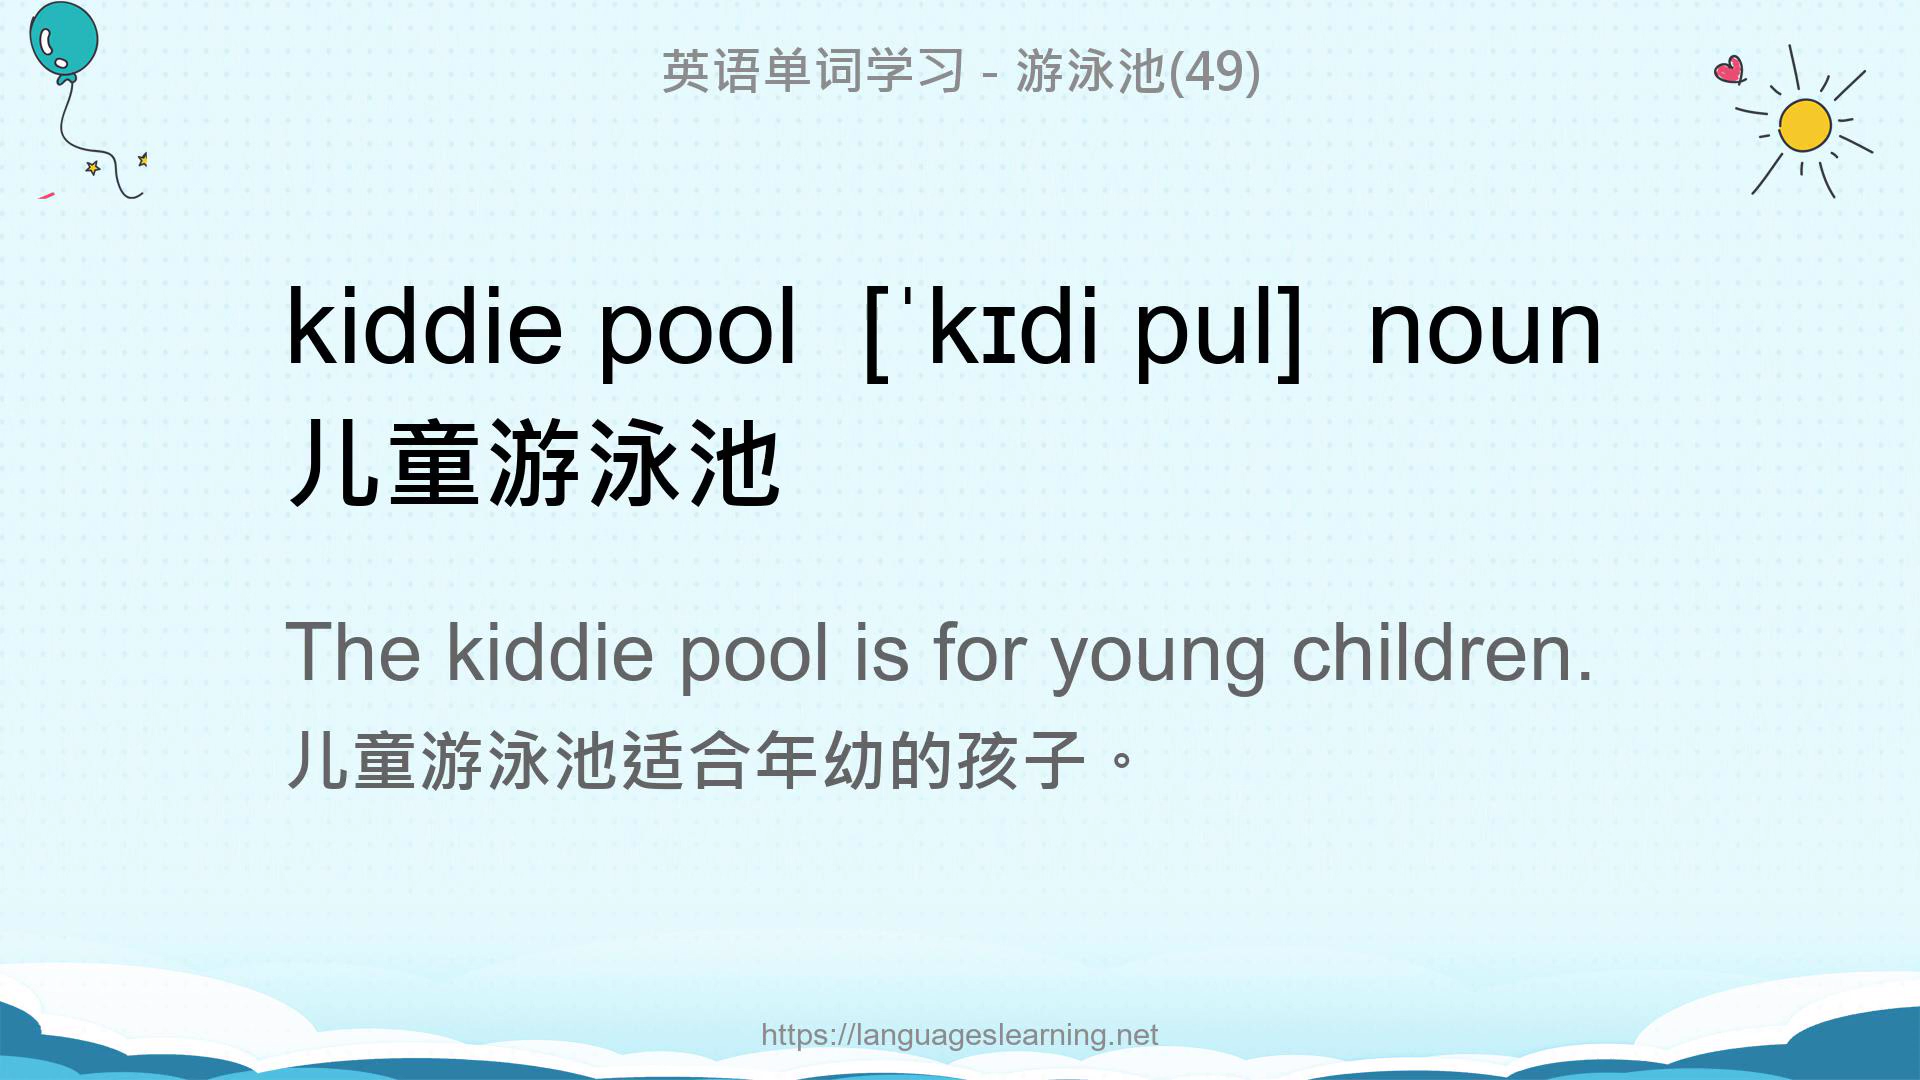 英语单词学习 - 游泳池(49)
kiddie pool [ˈkɪdi pul] noun
儿童游泳池
The kiddie pool is for young children.
儿童游泳池适合年幼的孩子。
https://languageslearning.net